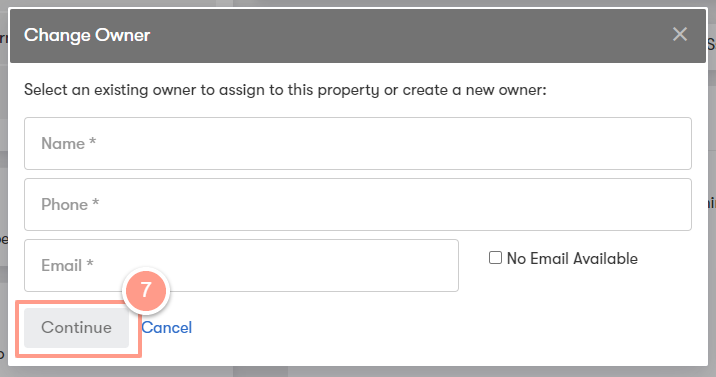 Change Owner
Select an existing owner to assign to this property or create a new owner:
Name *
Phone *
Email *
No Email Available
7
Continue
Cancel